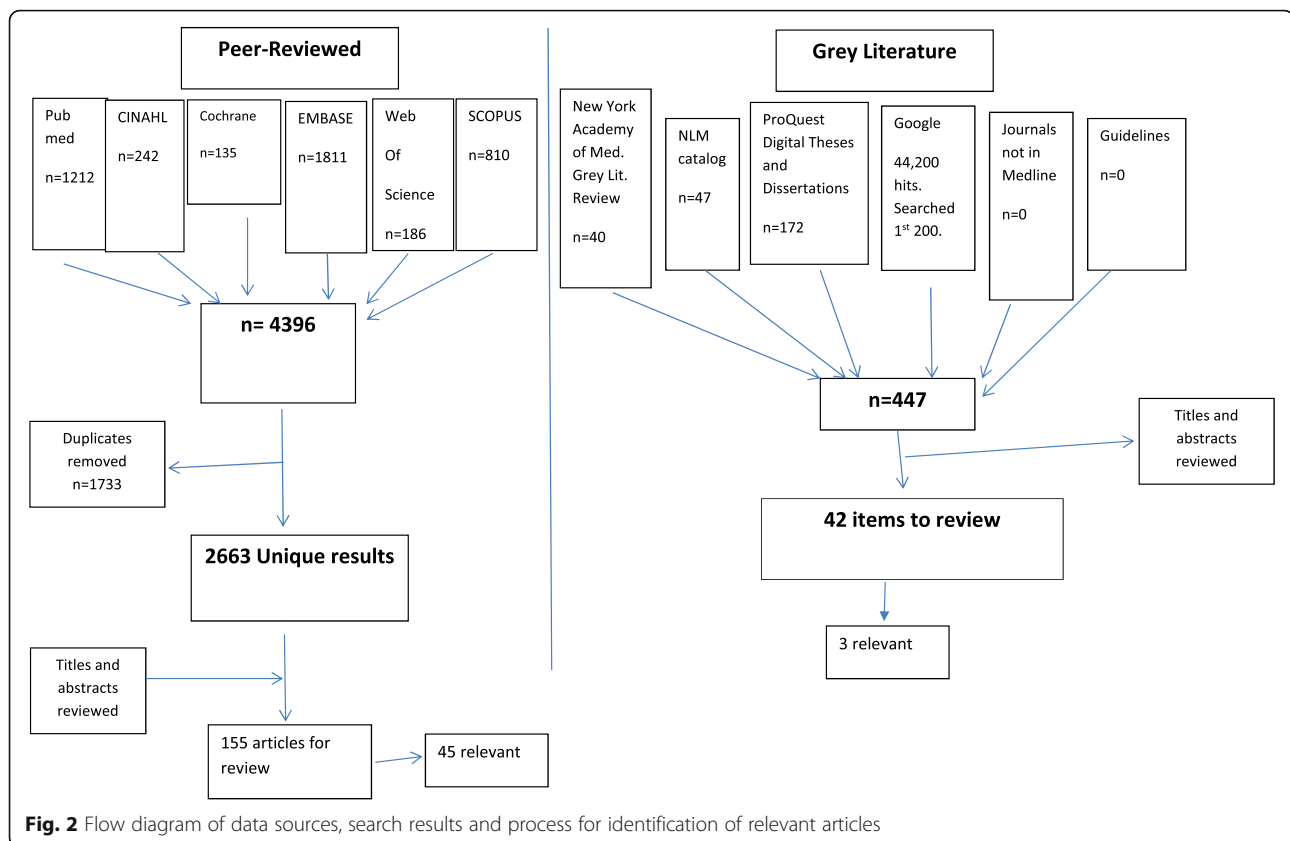 Peer-Reviewed
Pub
med
n=1212
CINAHL
n=242
Cochrane
n=135
EMBASE
n=1811
Web
Of
Science
n=186
SCOPUS
n=810
n= 4396
Duplicates
removed
n=1733
2663 Unique results
Titles and
abstracts
reviewed
155 articles for
review
45 relevant
Grey Literature
New York
Academy
of Med.
Grey Lit.
Review
n=40
NLM
catalog
n=47
ProQuest
Digital Theses
and
Dissertations
n=172
Google
44,200
hits.
Searched
1st 200.
Journals
not in
Medline
n=0
Guidelines
n=0
n=447
Titles and
abstracts
reviewed
42 items to review
3 relevant
Fig. 2 Flow diagram of data sources, search results and process for identification of relevant articles